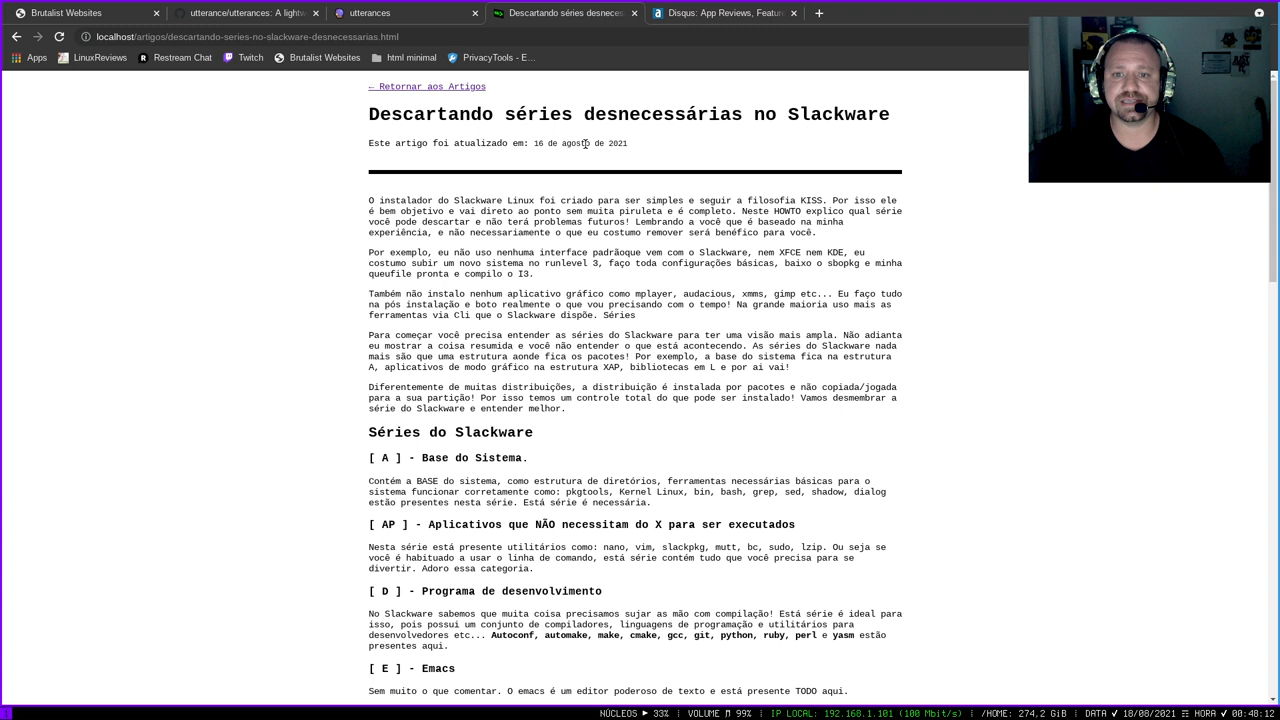 Brutalist Websites
utterance/utterances: A lightw
utterances
Descartando séries desneces
Disqus: App Reviews, Featur
localhost/artigos/descartando-series-no-slackware-desnecessarias.html
Apps
LinuxReviews
Restream Chat
Twitch
Brutalist Websites
html minimal
PrivacyTools - E…
← Retornar aos Artigos
Descartando séries desnecessárias no Slackware
Este artigo foi atualizado em: 16 de agosto de 2021
O instalador do Slackware Linux foi criado para ser simples e seguir a filosofia KISS. Por isso ele
é bem objetivo e vai direto ao ponto sem muita piruleta e é completo. Neste HOWTO explico qual série
você pode descartar e não terá problemas futuros! Lembrando a você que é baseado na minha
experiência, e não necessariamente o que eu costumo remover será benéfico para você.
Por exemplo, eu não uso nenhuma interface padrãoque vem com o Slackware, nem XFCE nem KDE, eu
costumo subir um novo sistema no runlevel 3, faço toda configurações básicas, baixo o sbopkg e minha
queufile pronta e compilo o I3.
Também não instalo nenhum aplicativo gráfico como mplayer, audacious, xmms, gimp etc... Eu faço tudo
na pós instalação e boto realmente o que vou precisando com o tempo! Na grande maioria uso mais as
ferramentas via Cli que o Slackware dispõe. Séries
Para começar você precisa entender as séries do Slackware para ter uma visão mais ampla. Não adianta
eu mostrar a coisa resumida e você não entender o que está acontecendo. As séries do Slackware nada
mais são que uma estrutura aonde fica os pacotes! Por exemplo, a base do sistema fica na estrutura
A, aplicativos de modo gráfico na estrutura XAP, bibliotecas em L e por ai vai!
Diferentemente de muitas distribuições, a distribuição é instalada por pacotes e não copiada/jogada
para a sua partição! Por isso temos um controle total do que pode ser instalado! Vamos desmembrar a
série do Slackware e entender melhor.
Séries do Slackware
[ A ] - Base do Sistema.
Contém a BASE do sistema, como estrutura de diretórios, ferramentas necessárias básicas para o
sistema funcionar corretamente como: pkgtools, Kernel Linux, bin, bash, grep, sed, shadow, dialog
estão presentes nesta série. Está série é necessária.
[ AP ] - Aplicativos que NÃO necessitam do X para ser executados
Nesta série está presente utilitários como: nano, vim, slackpkg, mutt, bc, sudo, lzip. Ou seja se
você é habituado a usar o linha de comando, está série contém tudo que você precisa para se
divertir. Adoro essa categoria.
[ D ] - Programa de desenvolvimento
No Slackware sabemos que muita coisa precisamos sujar as mão com compilação! Está série é ideal para
isso, pois possui um conjunto de compiladores, linguagens de programação e utilitários para
desenvolvedores etc... Autoconf, automake, make, cmake, gcc, git, python, ruby, perl e yasm estão
presentes aqui.
[ E ] - Emacs
Sem muito o que comentar. O emacs é um editor poderoso de texto e está presente TODO aqui.
NÚCLEOS ► 33% ⁞ VOLUME 99% ⁞ IP LOCAL: 192.168.1.101 (100 Mbit/s) ⁞ /HOME: 274,2 GiB ⁞ DATA ✓ 18/08/2021 HORA ✓ 00:48:12